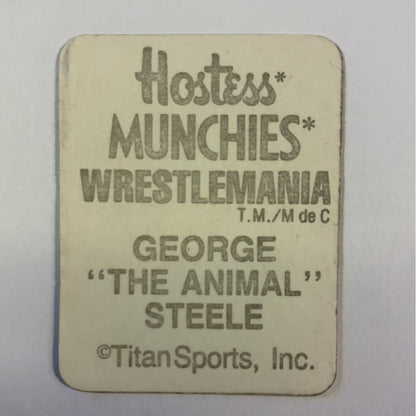 Hostess*
MUNCHIES*
WRESTLEMANIA
T.M./M de C
GEORGE
“THE ANIMAL”
STEELE
©TitanSports, Inc.